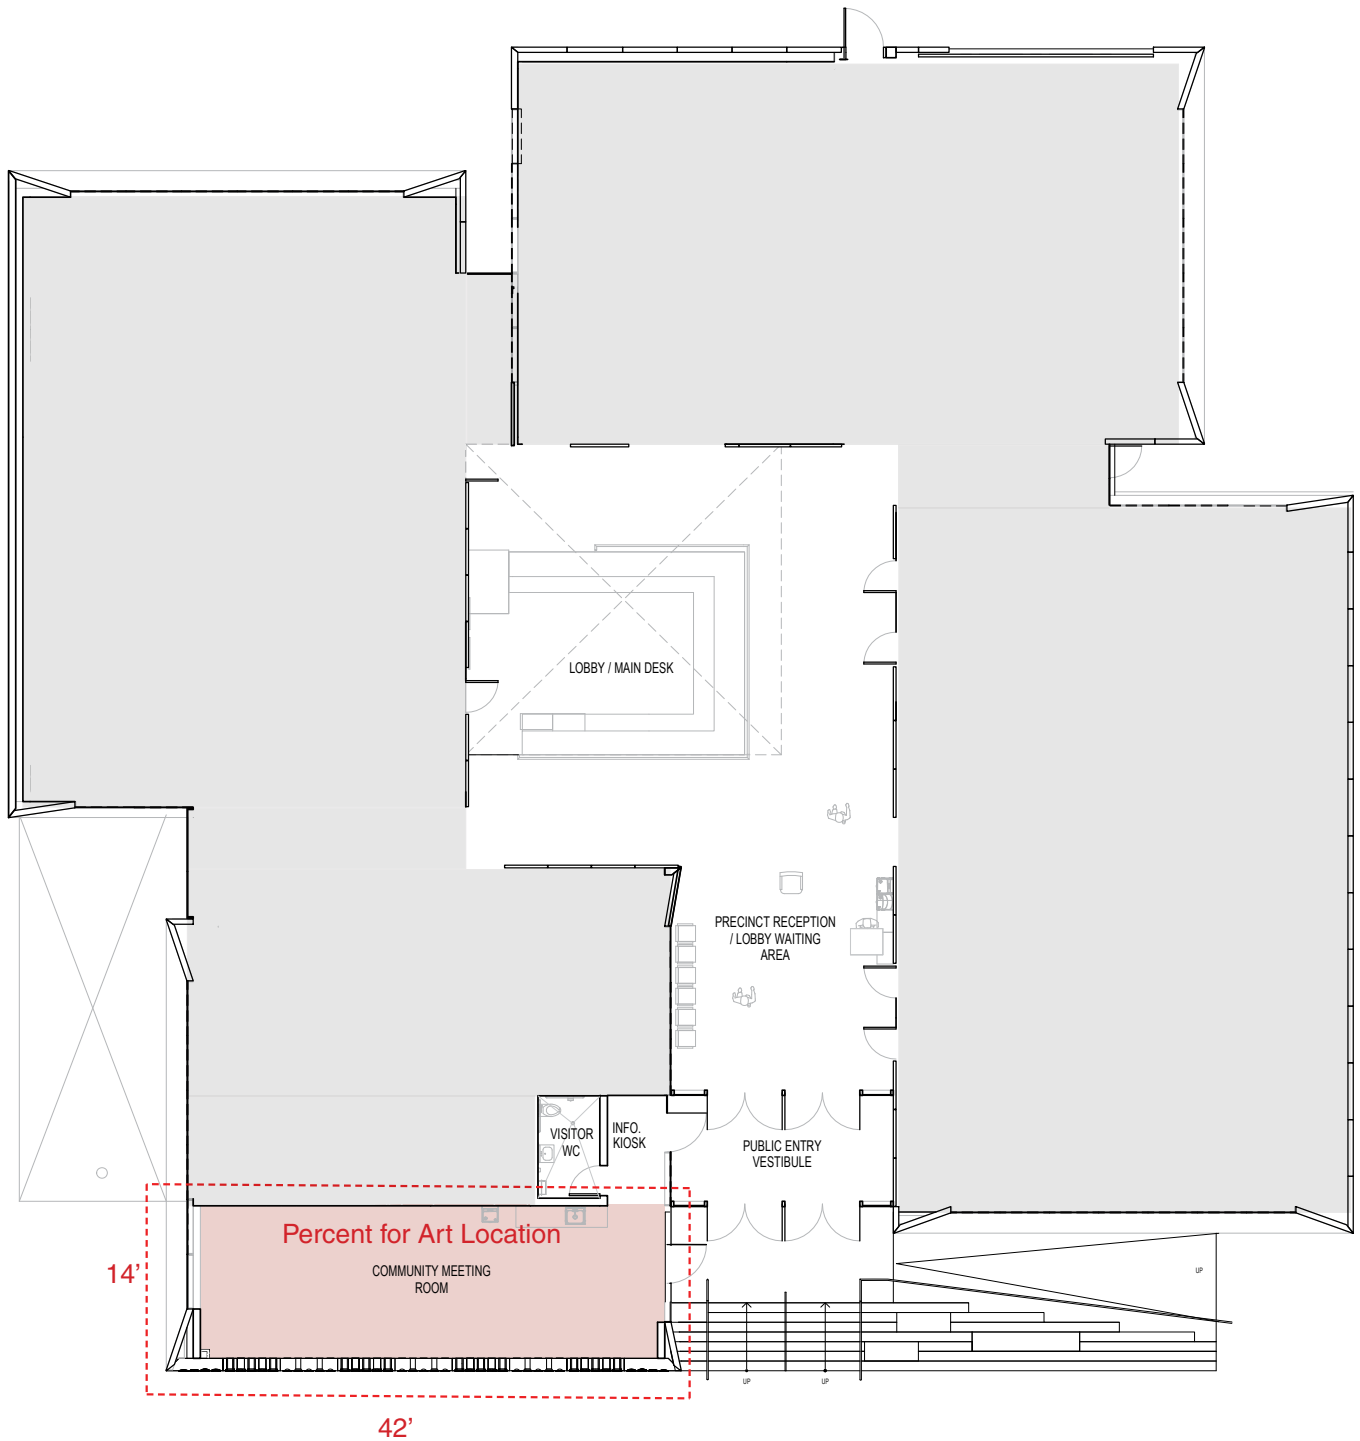 LOBBY / MAIN DESK
PRECINCT RECEPTION
/ LOBBY WAITING
AREA
VISITOR
WC
INFO.
KIOSK
PUBLIC ENTRY
VESTIBULE
Percent for Art Location
COMMUNITY MEETING
ROOM
14’
UP
UP
UP
42’